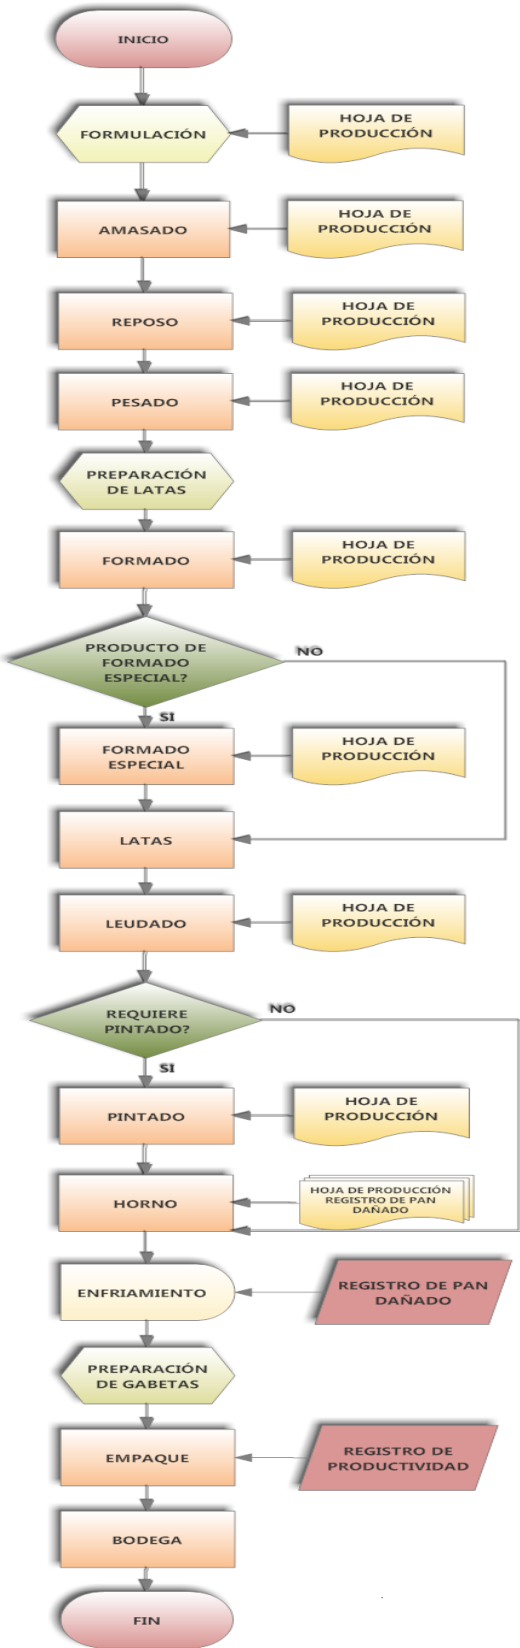 INICIO
FORMULACIÓN
HOJA DE
PRODUCCIÓN
AMASADO
HOJA DE
PRODUCCIÓN
REPOSO
HOJA DE
PRODUCCIÓN
PESADO
HOJA DE
PRODUCCIÓN
PREPARACIÓN
DE LATAS
FORMADO
HOJA DE
PRODUCCIÓN
PRODUCTO DE
FORMADO
ESPECIAL?
NO
SI
FORMADO
ESPECIAL
HOJA DE
PRODUCCIÓN
LATAS
LEUDADO
HOJA DE
PRODUCCIÓN
REQUIERE
PINTADO?
NO
SI
PINTADO
HOJA DE
PRODUCCIÓN
HORNO
HOJA DE PRODUCCIÓN
REGISTRO DE PAN
DAÑADO
ENFRIAMIENTO
REGISTRO DE PAN
DAÑADO
PREPARACIÓN
DE GABETAS
EMPAQUE
REGISTRO DE
PRODUCTIVIDAD
BODEGA
FIN